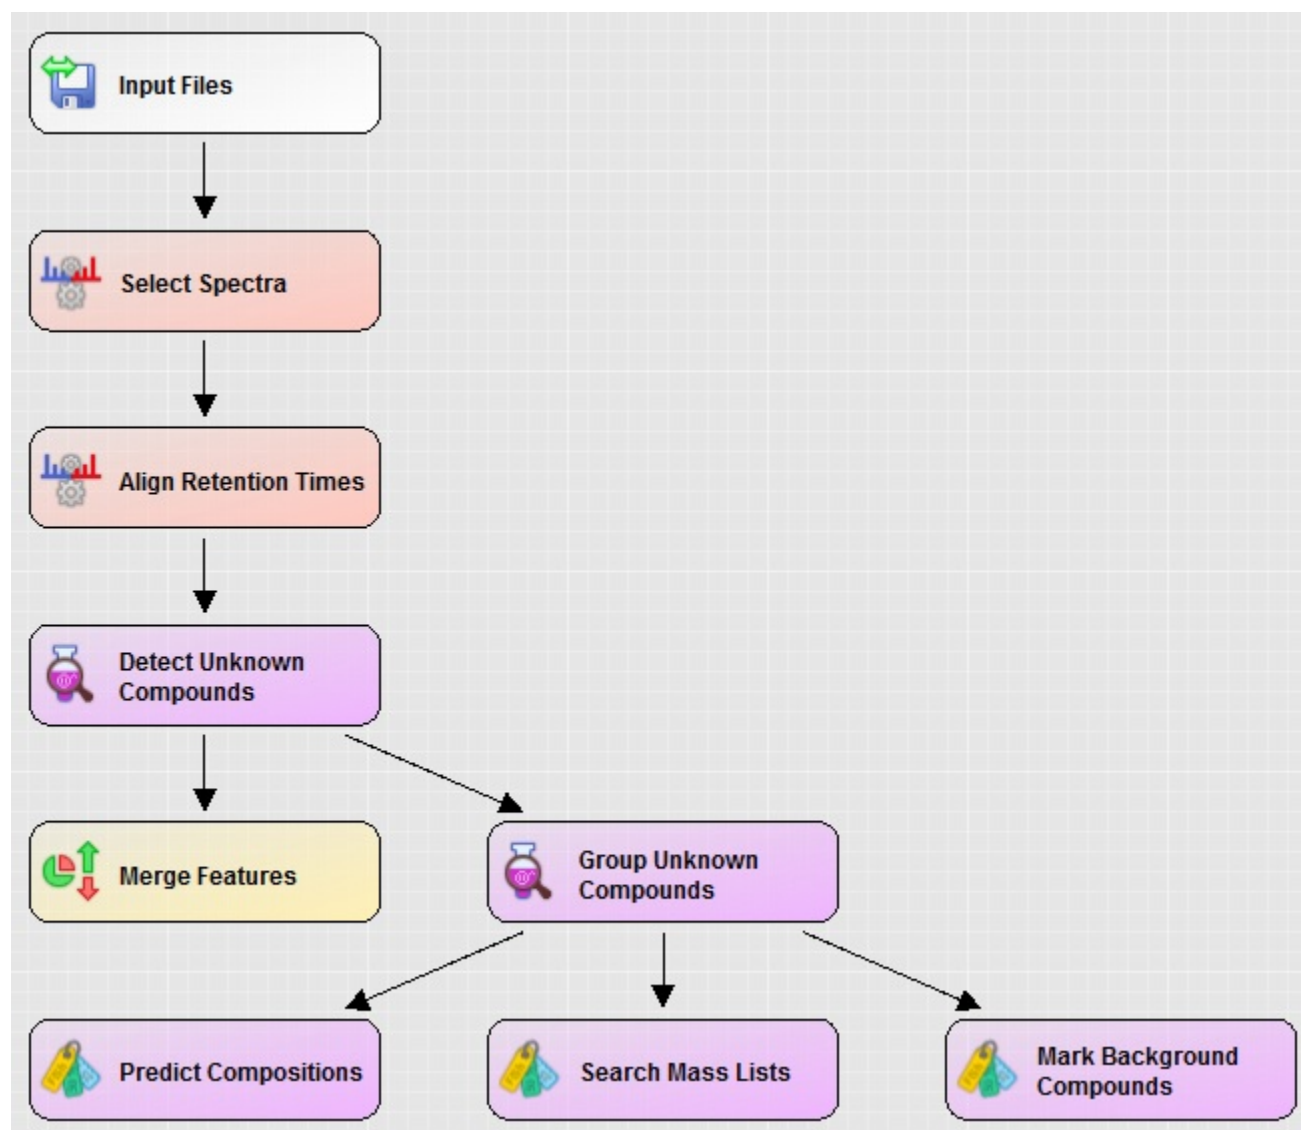 Input Files
Select Spectra
Align Retention Times
Detect Unknown
Compounds
Merge Features
Group Unknown
Compounds
Predict Compositions
Search Mass Lists
Mark Background
Compounds